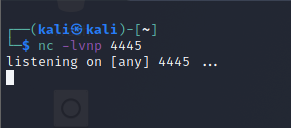 ┌──(kali㉿kali)-[~]
└─$ nc -lvnp 4445
listening on [any] 4445 ...